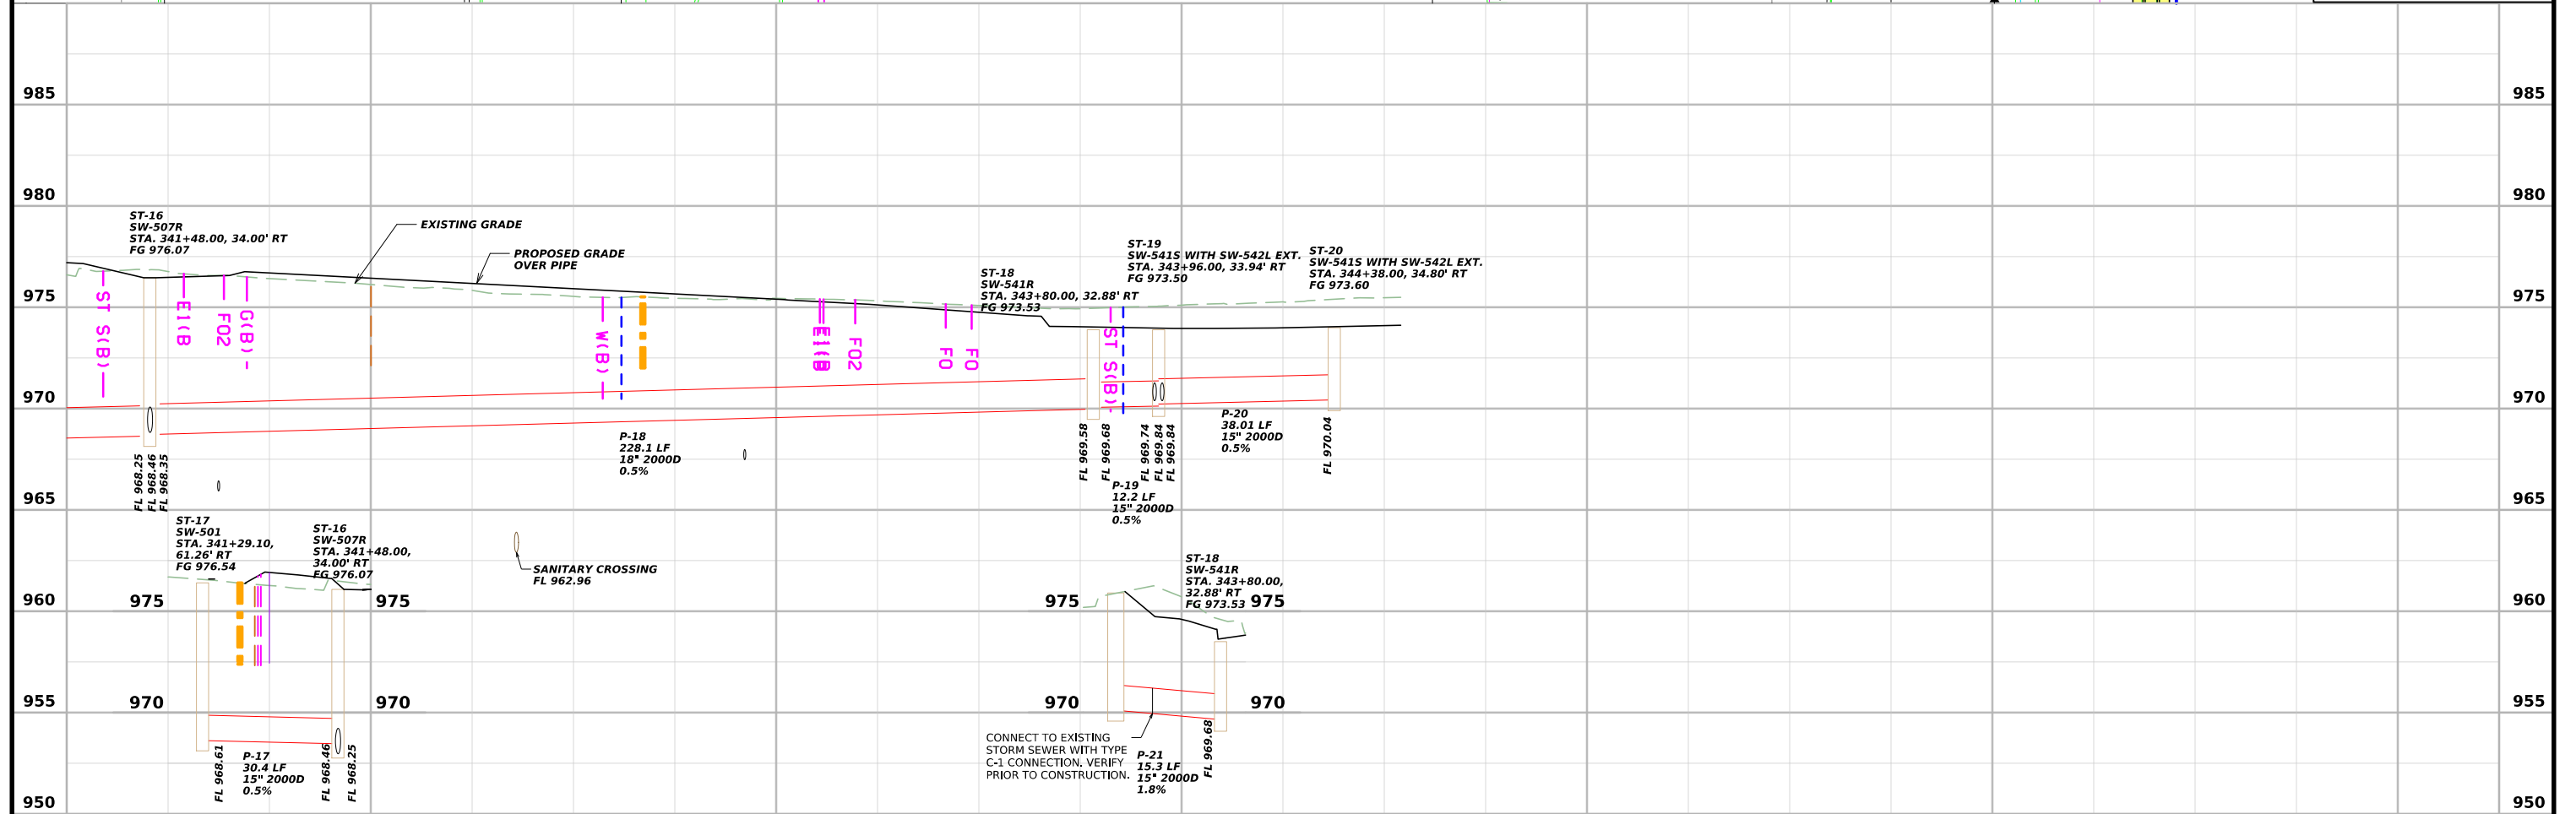 985
985
980
980
ST-16
SW-507R
STA. 341+48.00, 34.00' RT
FG 976.07
EXISTING GRADE
PROPOSED GRADE
OVER PIPE
ST-18
SW-541R
STA. 343+80.00, 32.88' RT
FG 973.53
ST-19
SW-541S WITH SW-542L EXT.
STA. 343+96.00, 33.94' RT
FG 973.50
ST-20
SW-541S WITH SW-542L EXT.
STA. 344+38.00, 34.80' RT
FG 973.60
975
975
ST S(B)
E1(B
FO2
G(B)
W(B)
E1(B
FO2
FO
FO
ST S(B)
970
970
FL 968.25
FL 968.46
FL 968.35
P-18
228.1 LF
18" 2000D
0.5%
FL 969.58
FL 969.68
FL 969.74
FL 969.84
FL 969.84
P-20
38.01 LF
15" 2000D
0.5%
FL 970.04
P-19
12.2 LF
15" 2000D
0.5%
965
965
ST-17
SW-501
STA. 341+29.10,
61.26' RT
FG 976.54
ST-16
SW-507R
STA. 341+48.00,
34.00' RT
FG 976.07
SANITARY CROSSING
FL 962.96
ST-18
SW-541R
STA. 343+80.00,
32.88' RT
FG 973.53
960
975
975
975
975
960
955
970
970
970
970
955
FL 968.61
P-17
30.4 LF
15" 2000D
0.5%
FL 968.46
FL 968.25
CONNECT TO EXISTING
STORM SEWER WITH TYPE
C-1 CONNECTION. VERIFY
PRIOR TO CONSTRUCTION.
P-21
15.3 LF
15" 2000D
1.8%
FL 969.68
950
950